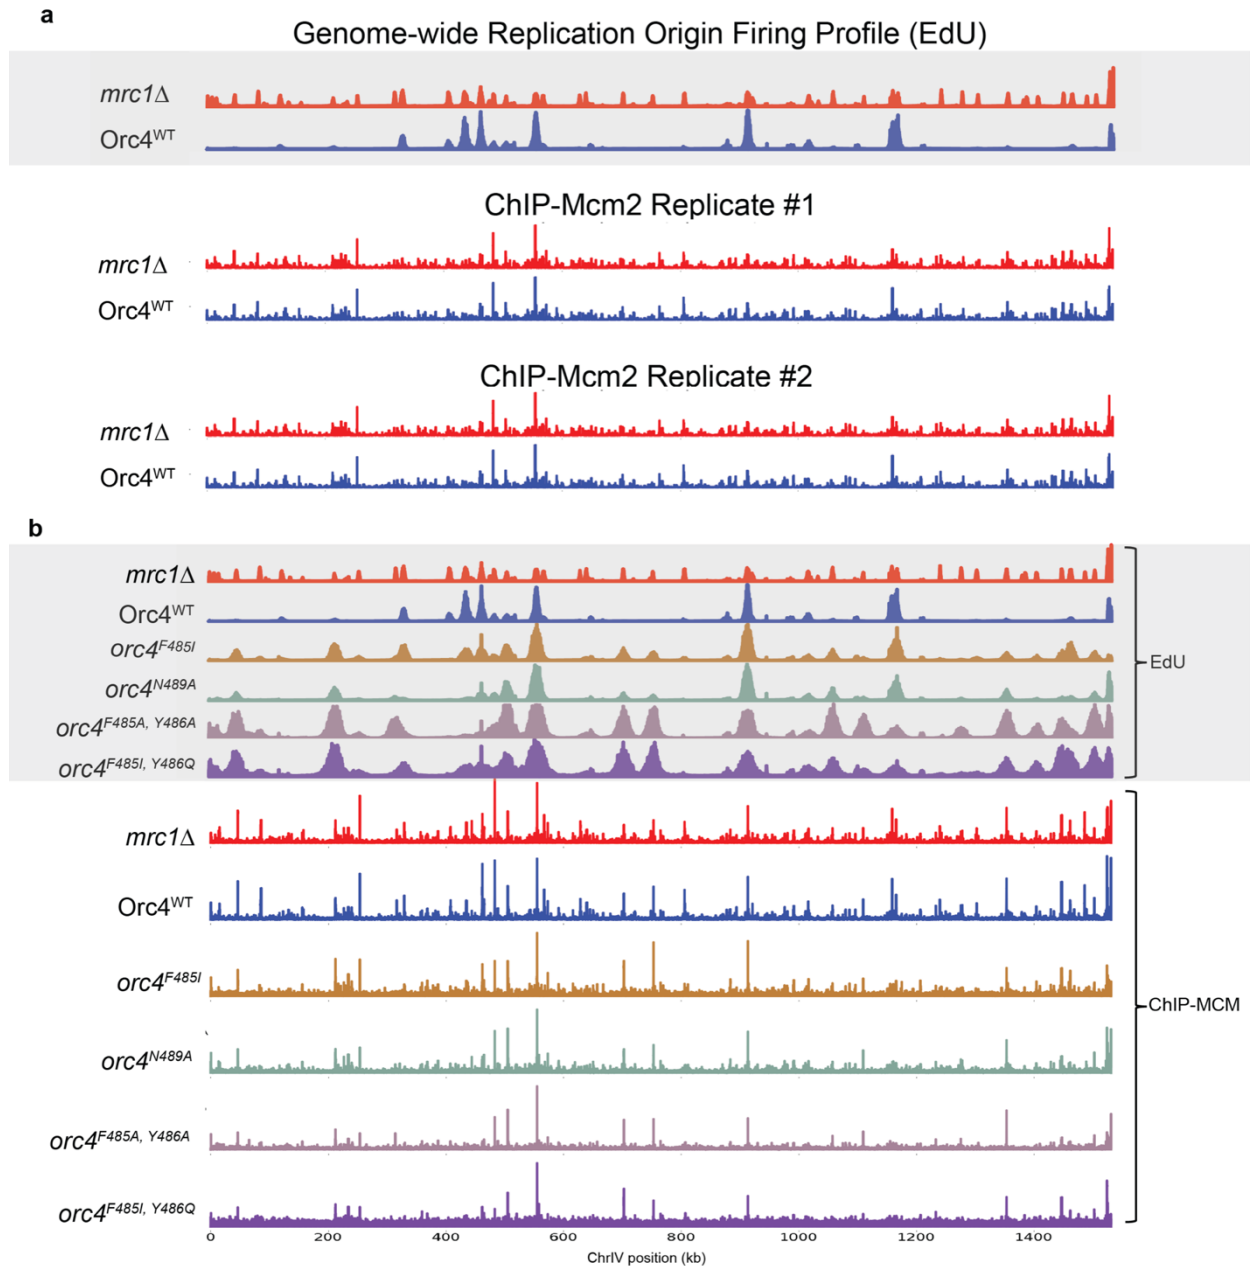 a
Genome-wide Replication Origin Firing Profile (EdU)
mrc1Δ
Orc4WT
ChIP-Mcm2 Replicate #1
mrc1Δ
Orc4WT
ChIP-Mcm2 Replicate #2
mrc1Δ
Orc4WT
b
mrc1Δ
Orc4WT
orc4F485I
orc4N489A
orc4F485A, Y486A
orc4F485I, Y486Q
EdU
mrc1Δ
Orc4WT
orc4F485I
orc4N489A
orc4F485A, Y486A
orc4F485I, Y486Q
ChIP-MCM
0 200 400 600 800 1000 1200 1400
ChrIV position (kb)